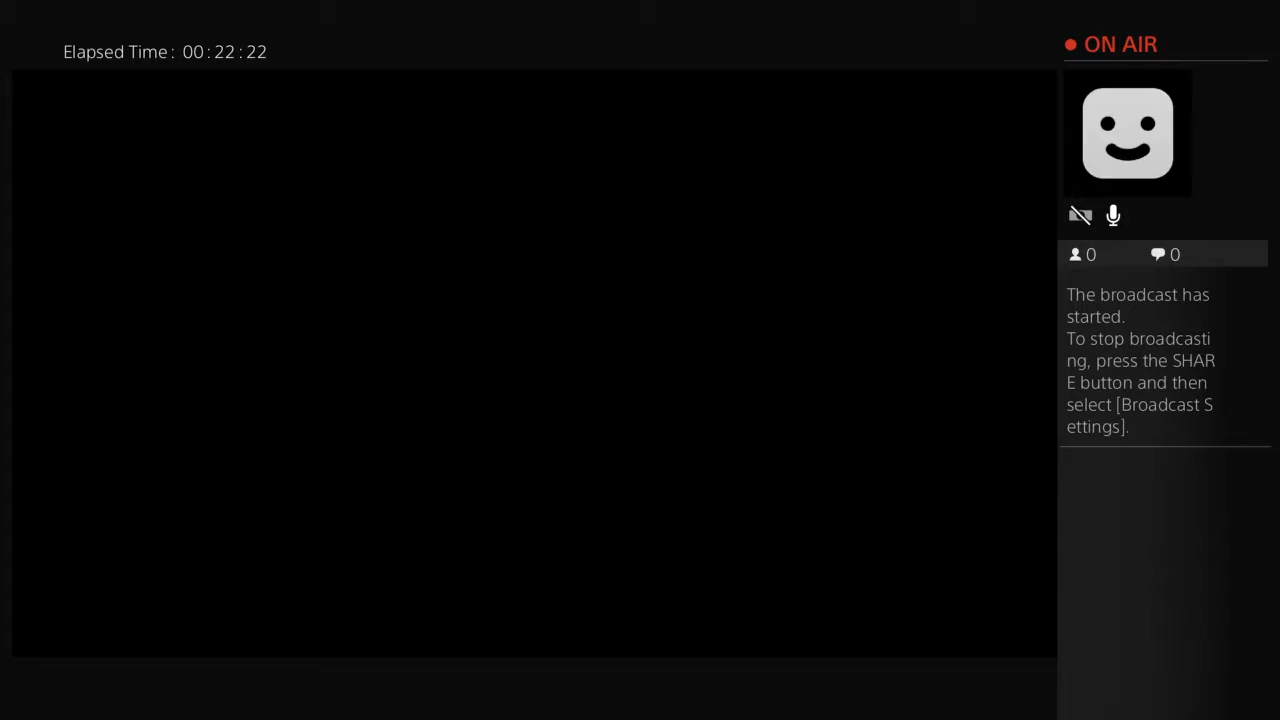 Elapsed Time: 00:22:22
ON AIR
0 0
The broadcast has
started.
To stop broadcasti
ng, press the SHAR
E button and then
select [Broadcast S
ettings].